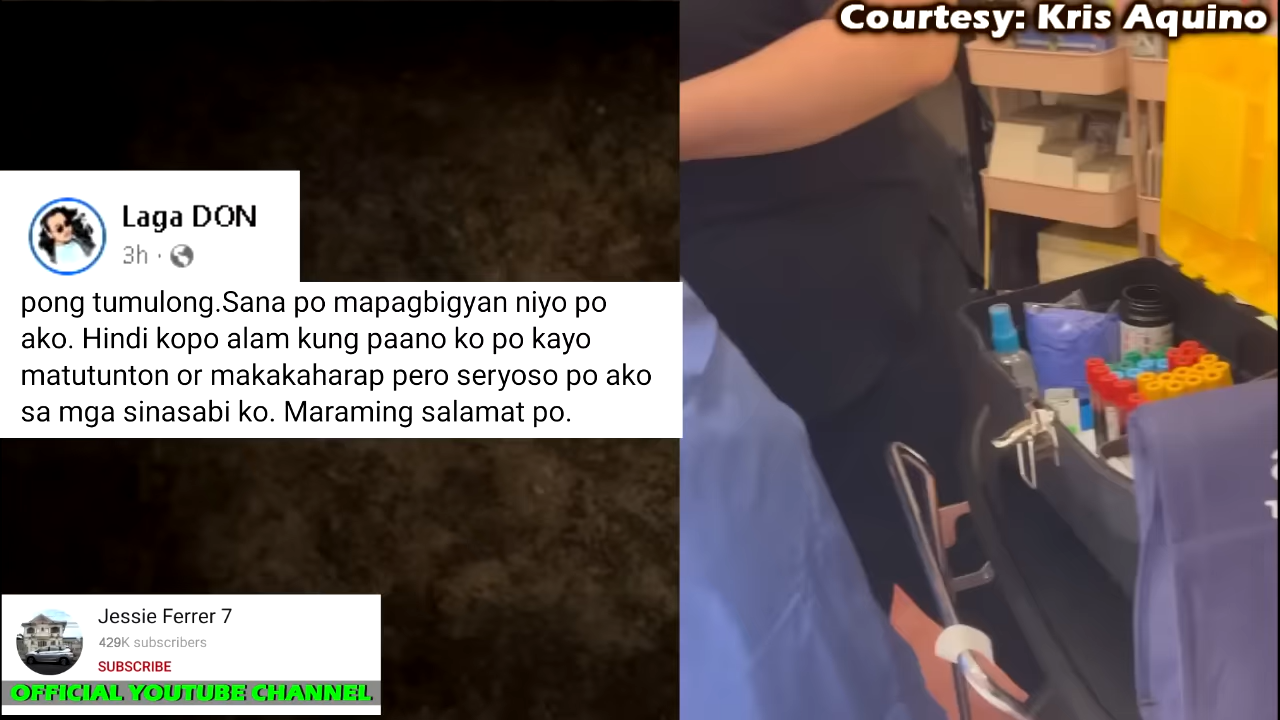 Courtesy: Kris Aquino
Laga DON
3h ·
pong tumulong.Sana po mapagbigyan niyo po
ako. Hindi kopo alam kung paano ko po kayo
matutunton or makakaharap pero seryoso po ako
sa mga sinasabi ko. Maraming salamat po.
Jessie Ferrer 7
429K subscribers
SUBSCRIBE
OFFICIAL YOUTUBE CHANNEL